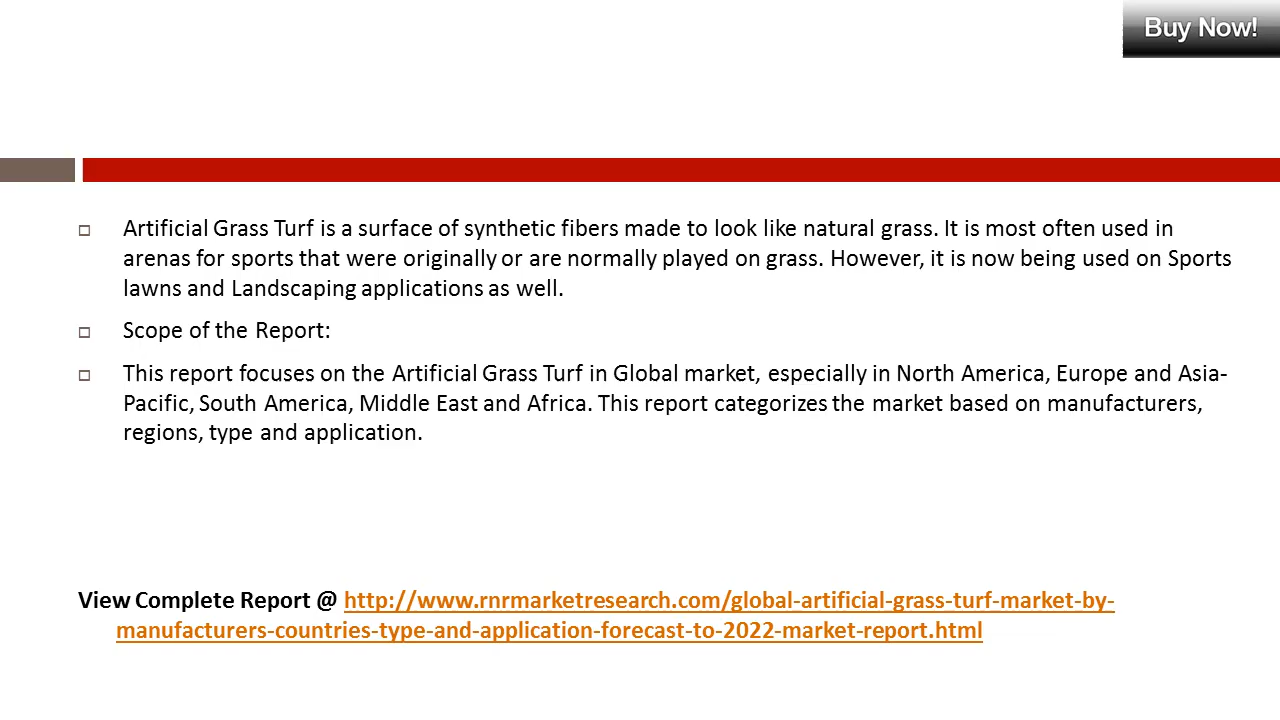 Buy Now!
Artificial Grass Turf is a surface of synthetic fibers made to look like natural grass. It is most often used in
arenas for sports that were originally or are normally played on grass. However, it is now being used on Sports
lawns and Landscaping applications as well.
Scope of the Report:
This report focuses on the Artificial Grass Turf in Global market, especially in North America, Europe and Asia-
Pacific, South America, Middle East and Africa. This report categorizes the market based on manufacturers,
regions, type and application.
View Complete Report @ http://www.rnrmarketresearch.com/global-artificial-grass-turf-market-by-
manufacturers-countries-type-and-application-forecast-to-2022-market-report.html